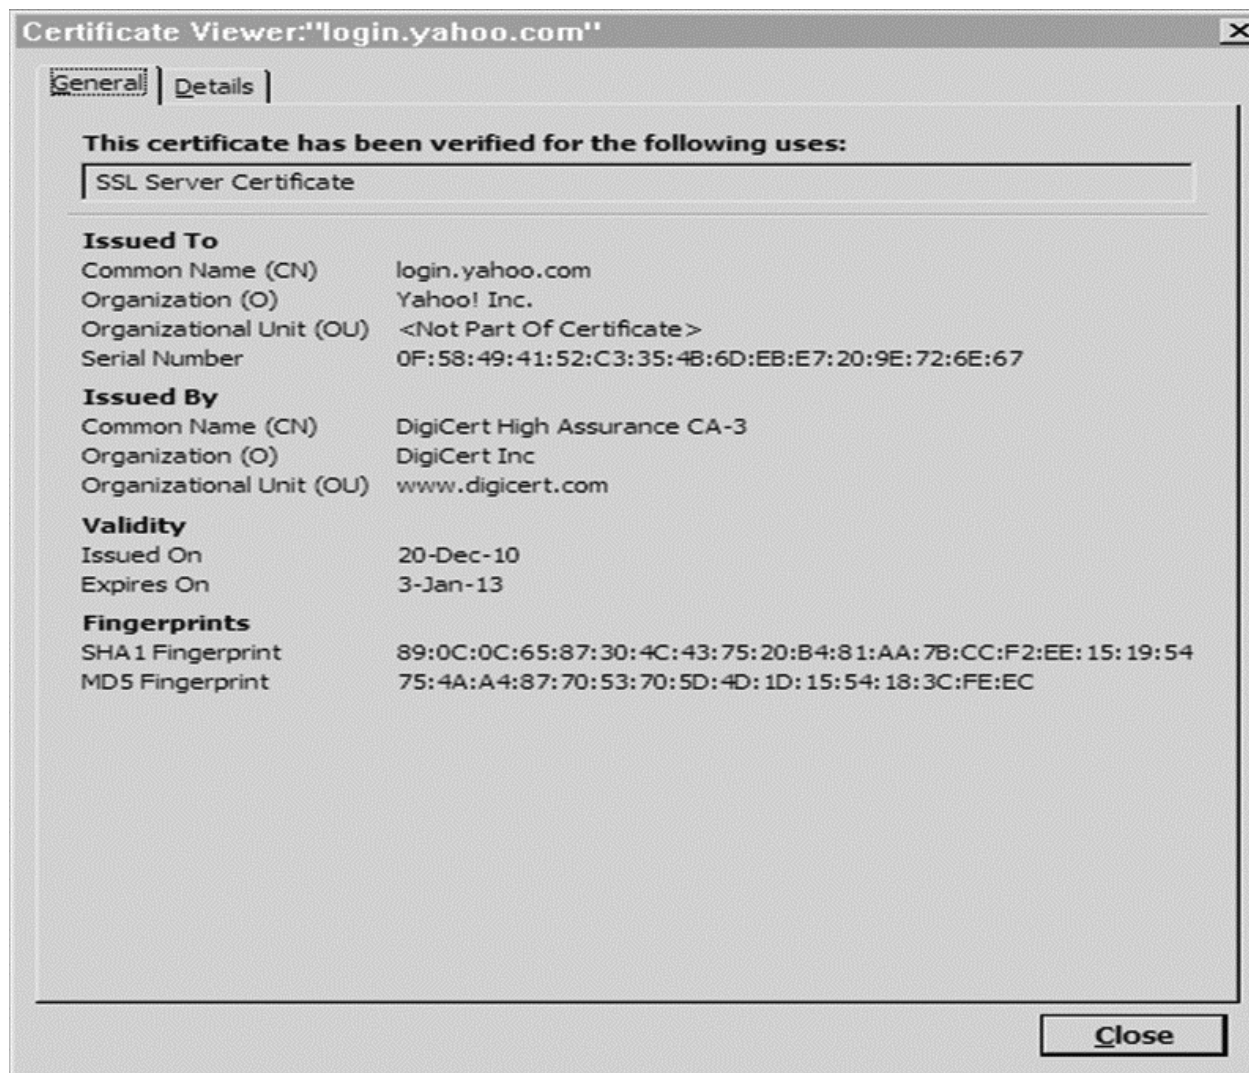 Certificate Viewer:"login.yahoo.com"
General Details
This certificate has been verified for the following uses:
SSL Server Certificate
Issued To
Common Name (CN) login.yahoo.com
Organization (O) Yahoo! Inc.
Organizational Unit (OU) <Not Part Of Certificate>
Serial Number 0F:58:49:41:52:C3:35:4B:6D:EB:E7:20:9E:72:6E:67
Issued By
Common Name (CN) DigiCert High Assurance CA-3
Organization (O) DigiCert Inc
Organizational Unit (OU) www.digicert.com
Validity
Issued On 20-Dec-10
Expires On 3-Jan-13
Fingerprints
SHA1 Fingerprint 89:0C:0C:65:87:30:4C:43:75:20:B4:81:AA:7B:CC:F2:EE:15:19:54
MD5 Fingerprint 75:4A:A4:87:70:53:70:5D:4D:1D:15:54:18:3C:FE:EC
Close